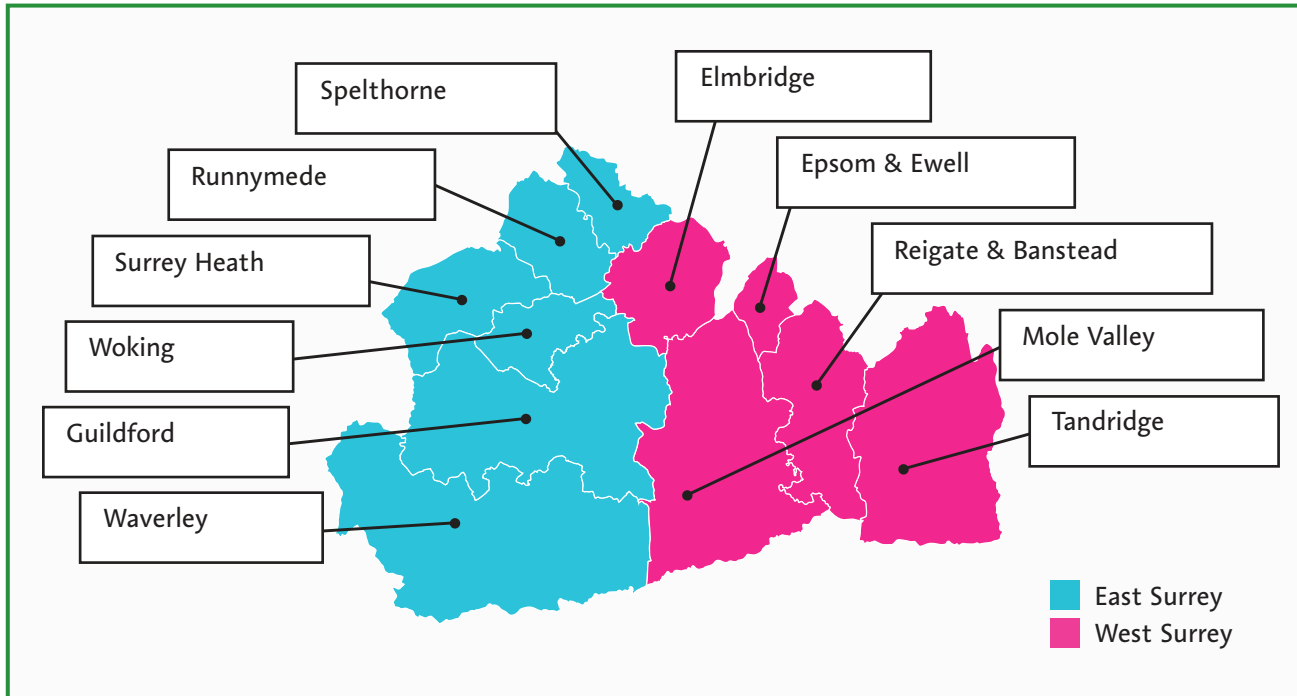 Spelthorne
Elmbridge
Runnymede
Epsom & Ewell
Surrey Heath
Reigate & Banstead
Woking
Mole Valley
Guildford
Tandridge
Waverley
East Surrey
West Surrey